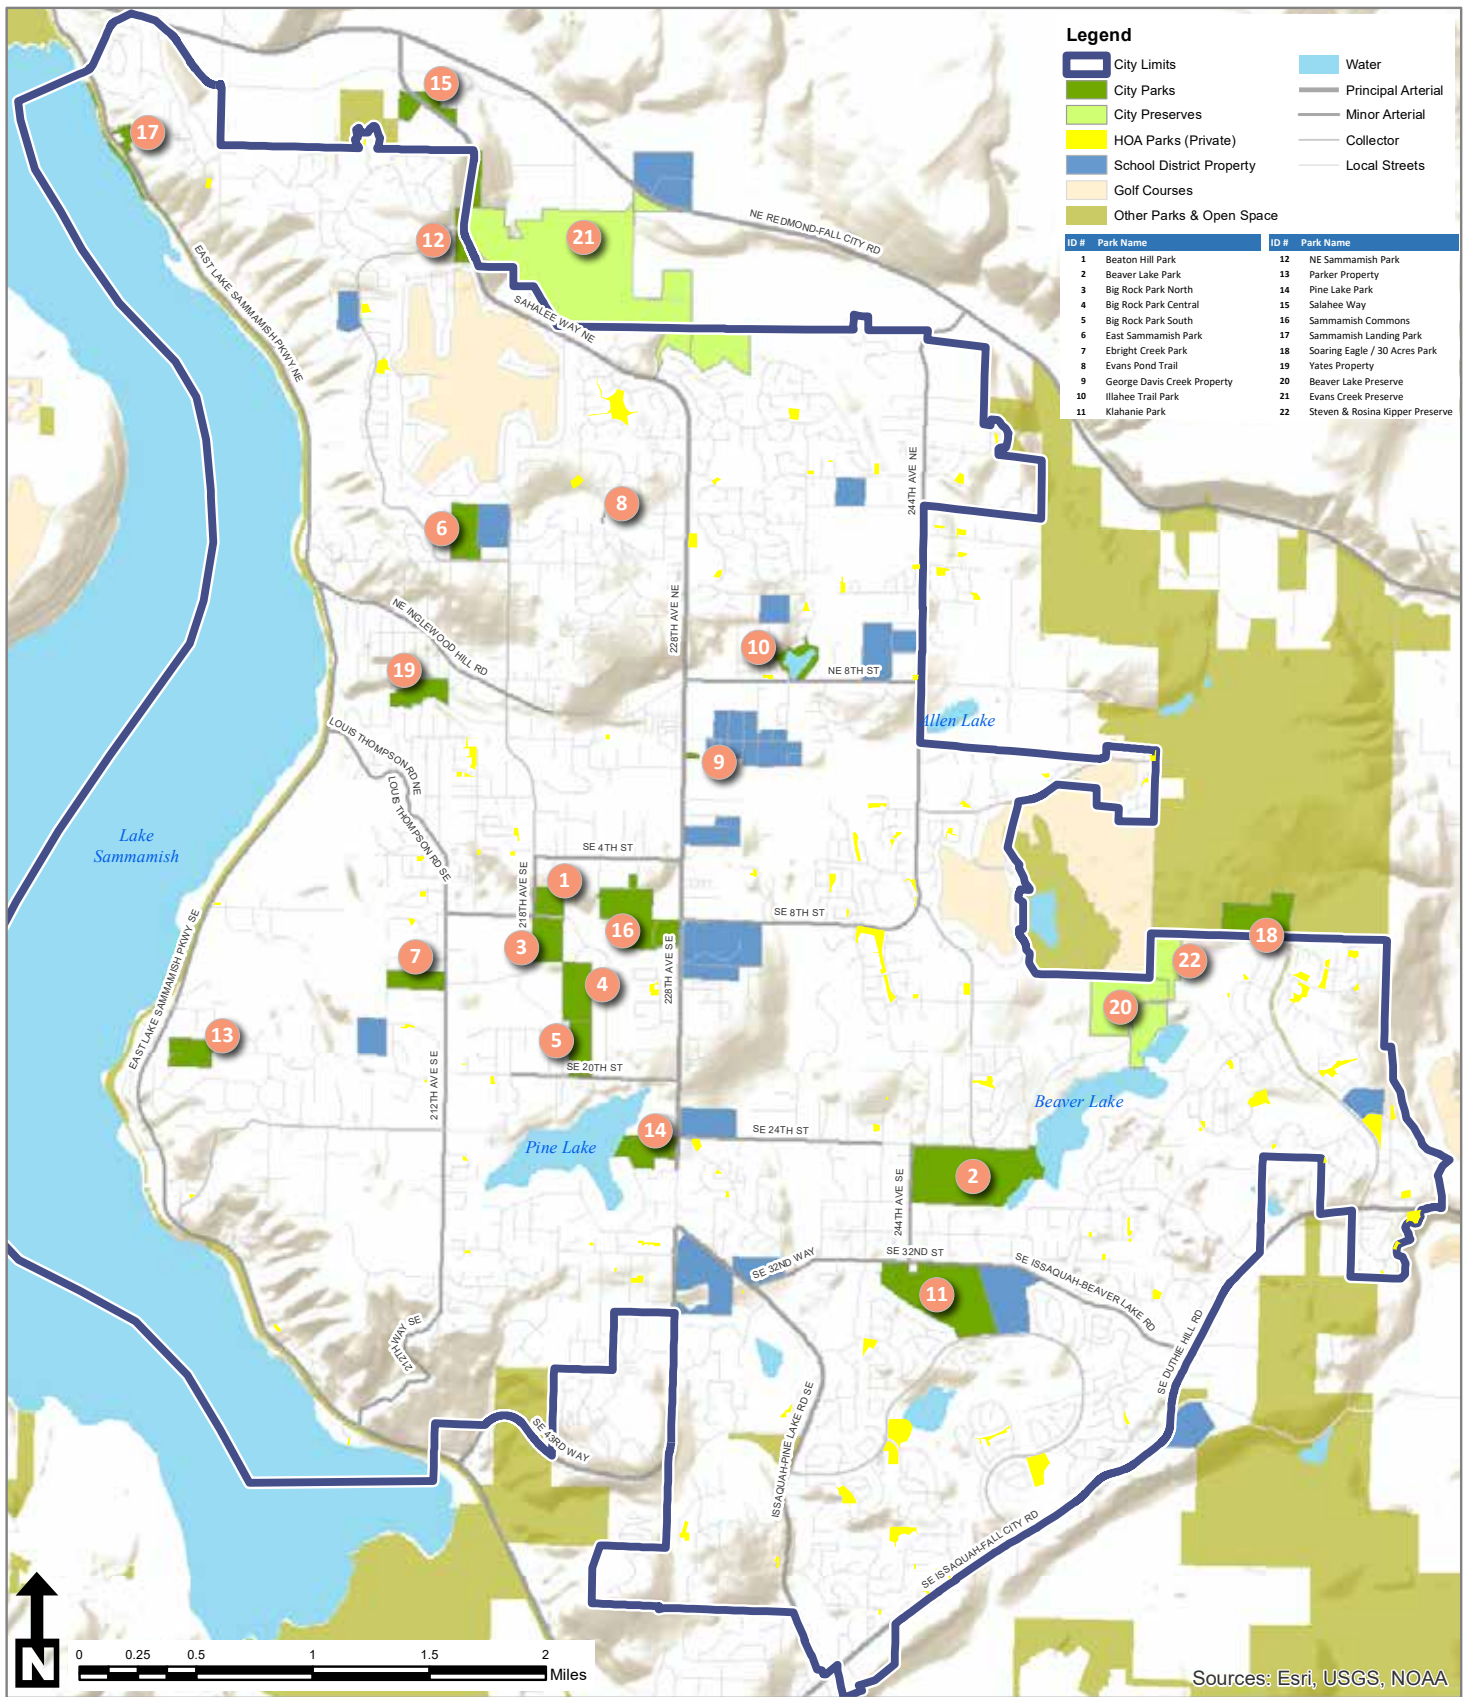 Legend
City Limits
City Parks
City Preserves
HOA Parks (Private)
School District Property
Golf Courses
Other Parks & Open Space
Water
Principal Arterial
Minor Arterial
Collector
Local Streets
ID # Park Name
1 Beaton Hill Park
2 Beaver Lake Park
3 Big Rock Park North
4 Big Rock Park Central
5 Big Rock Park South
6 East Sammamish Park
7 Ebright Creek Park
8 Evans Pond Trail
9 George Davis Creek Property
10 Illahee Trail Park
11 Klahanie Park
ID # Park Name
12 NE Sammamish Park
13 Parker Property
14 Pine Lake Park
15 Salahee Way
16 Sammamish Commons
17 Sammamish Landing Park
18 Soaring Eagle / 30 Acres Park
19 Yates Property
20 Beaver Lake Preserve
21 Evans Creek Preserve
22 Steven & Rosina Kipper Preserve
15
17
12
21
NE REDMOND-FALL CITY RD
EAST LAKE SAMMAMISH PKWY NE
SAHALEE WAY NE
244TH AVE NE
8
6
228TH AVE NE
NE INGLEWOOD HILL RD
10
19
NE 8TH ST
Allen Lake
LOUIS THOMPSON RD NE
9
LOUIS THOMPSON RD SE
Lake
Sammamish
SE 4TH ST
218TH AVE SE
1
SE 8TH ST
16
18
3
7
22
228TH AVE SE
4
20
EAST LAKE SAMMAMISH PKWY SE
13
5
SE 20TH ST
212TH AVE SE
Beaver Lake
14
SE 24TH ST
Pine Lake
2
244TH AVE SE
SE 32ND WAY
SE 32ND ST
SE ISSAQUAH-BEAVER LAKE RD
11
212TH WAY SE
SE DUTHIE HILL RD
SE 43RD WAY
ISSAQUAH-PINE LAKE RD SE
SE ISSAQUAH-FALL CITY RD
N
0 0.25 0.5 1 1.5 2
Miles
Sources: Esri, USGS, NOAA